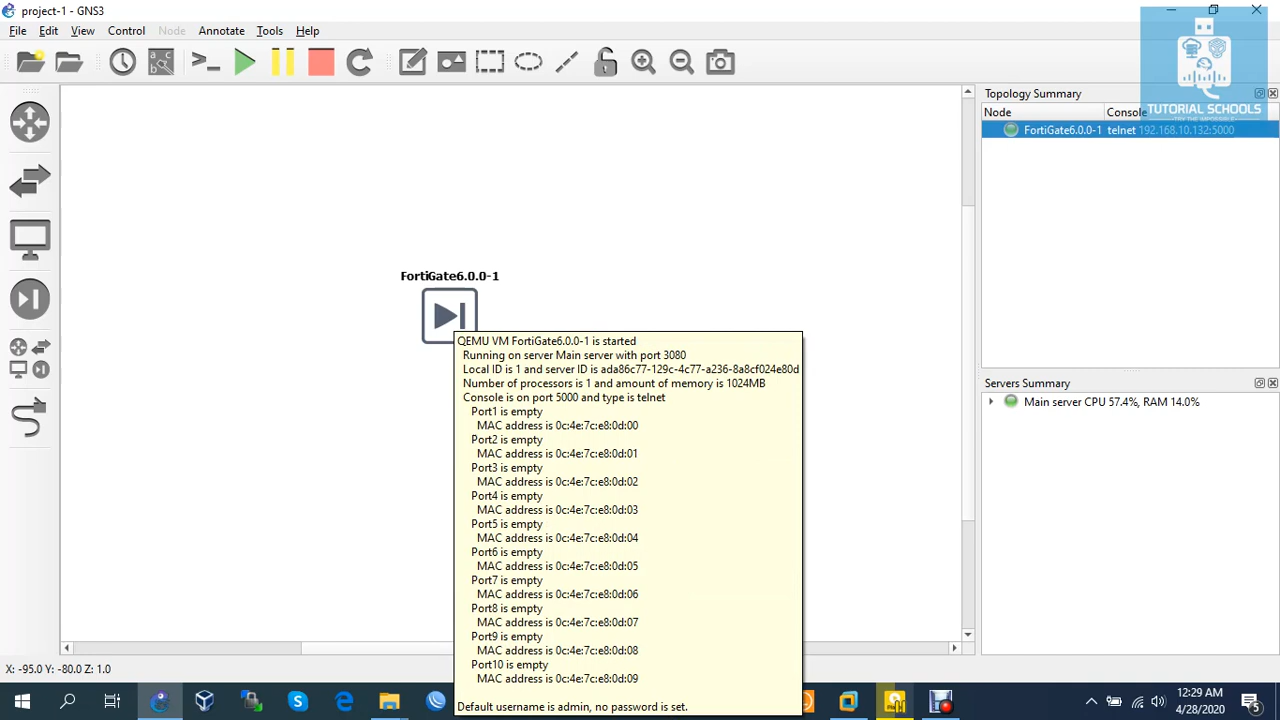 project-1 - GNS3
File Edit View Control Node Annotate Tools Help
TUTORIAL SCHOOLS
TRY THE IMPOSSIBLE
Topology Summary
Node Console
FortiGate6.0.0-1 telnet 192.168.10.132:5000
FortiGate6.0.0-1
QEMU VM FortiGate6.0.0-1 is started
Running on server Main server with port 3080
Local ID is 1 and server ID is ada86c77-129c-4c77-a236-8a8cf024e80d
Number of processors is 1 and amount of memory is 1024MB
Console is on port 5000 and type is telnet
Port1 is empty
MAC address is 0c:4e:7c:e8:0d:00
Port2 is empty
MAC address is 0c:4e:7c:e8:0d:01
Port3 is empty
MAC address is 0c:4e:7c:e8:0d:02
Port4 is empty
MAC address is 0c:4e:7c:e8:0d:03
Port5 is empty
MAC address is 0c:4e:7c:e8:0d:04
Port6 is empty
MAC address is 0c:4e:7c:e8:0d:05
Port7 is empty
MAC address is 0c:4e:7c:e8:0d:06
Port8 is empty
MAC address is 0c:4e:7c:e8:0d:07
Port9 is empty
MAC address is 0c:4e:7c:e8:0d:08
Port10 is empty
MAC address is 0c:4e:7c:e8:0d:09
Default username is admin, no password is set.
Servers Summary
Main server CPU 57.4%, RAM 14.0%
X: -95.0 Y: -80.0 Z: 1.0
12:29 AM
4/28/2020
5